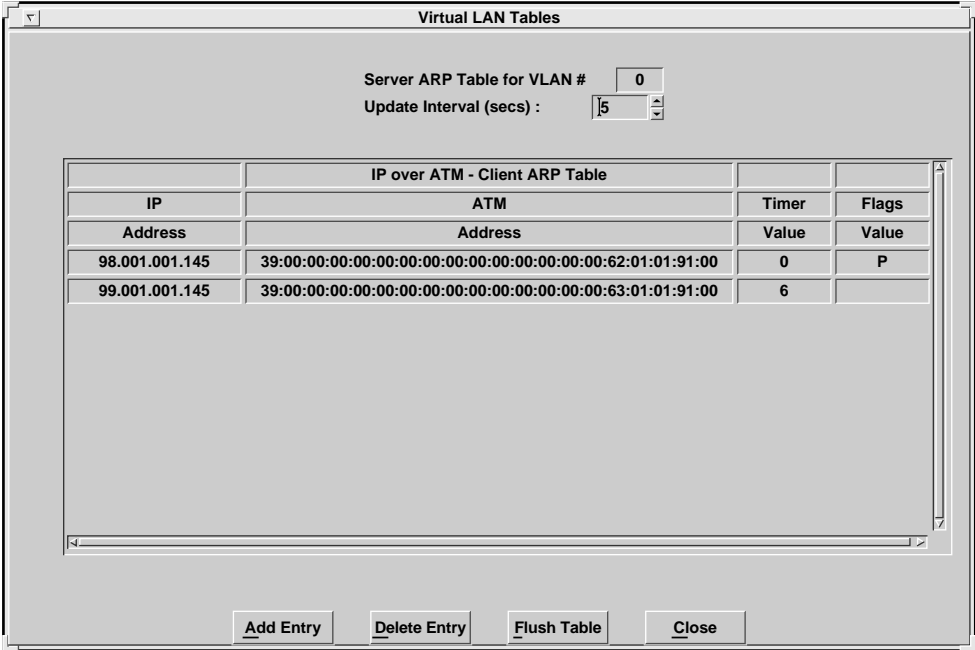 Virtual LAN Tables
Server ARP Table for VLAN # 0
Update Interval (secs) : 5
IP over ATM - Client ARP Table
IP ATM Timer Flags
Address Address Value Value
98.001.001.145 39:00:00:00:00:00:00:00:00:00:00:00:00:00:00:62:01:01:91:00 0 P
99.001.001.145 39:00:00:00:00:00:00:00:00:00:00:00:00:00:00:63:01:01:91:00 6
Add Entry Delete Entry Flush Table Close